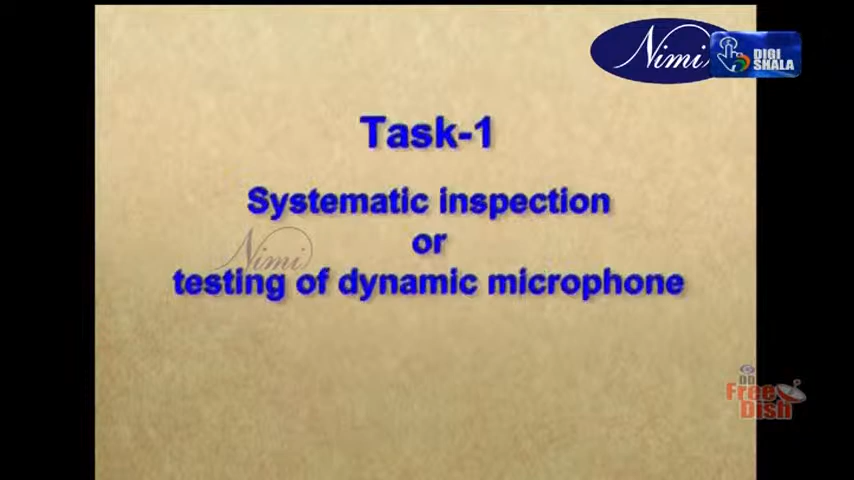 Nimi
DIGI
SHALA
Task-1
Systematic inspection
or
Nimi
testing of dynamic microphone
DD
Free
Dish